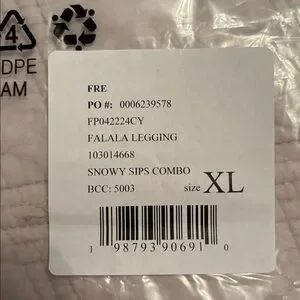 4
DPE
AM
FRE
PO #: 0006239578
FP042224CY
FALALA LEGGING
103014668
SNOWY SIPS COMBO
BCC: 5003 size XL
1 98793 90691 0